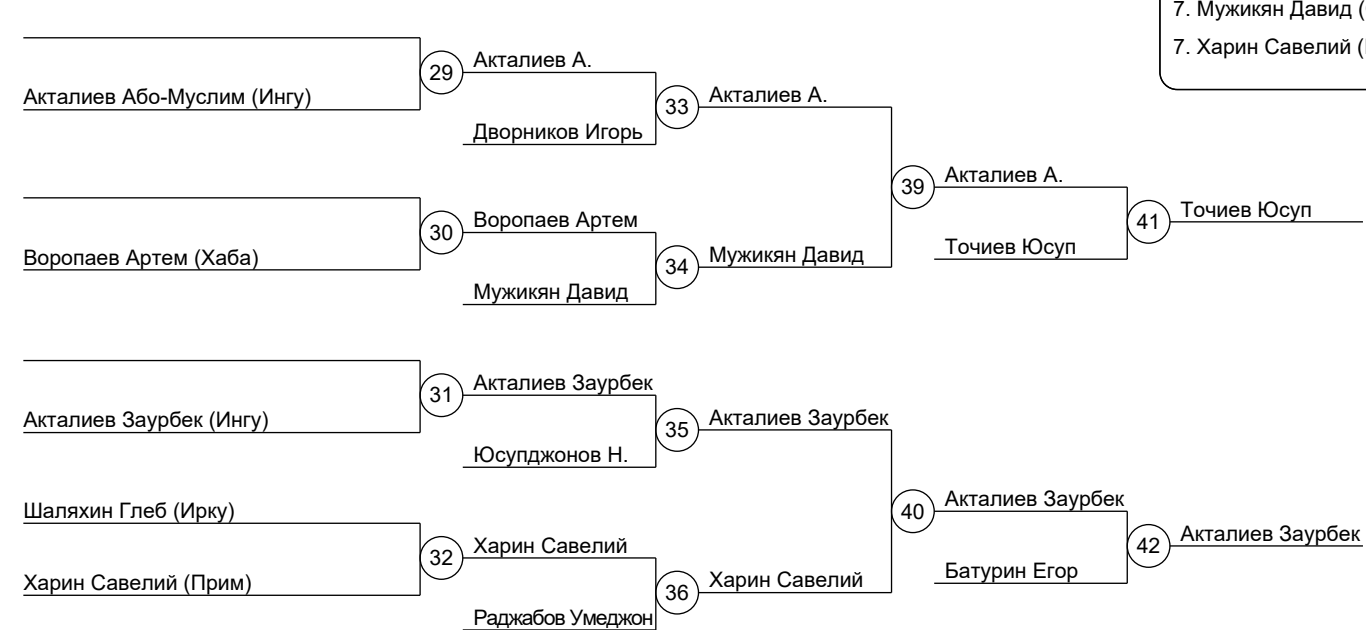 7. Мужикян Давид (
7. Харин Савелий (
Акталиев Або-Муслим (Ингу)
29
Акталиев А.
Дворников Игорь
33
Акталиев А.
Воропаев Артем (Хаба)
30
Воропаев Артем
Мужикян Давид
34
Мужикян Давид
39
Акталиев А.
Точиев Юсуп
41
Точиев Юсуп
Акталиев Заурбек (Ингу)
31
Акталиев Заурбек
Юсупджонов Н.
35
Акталиев Заурбек
Шаляхин Глеб (Ирку)
Харин Савелий (Прим)
32
Харин Савелий
Раджабов Умеджон
36
Харин Савелий
40
Акталиев Заурбек
Батурин Егор
42
Акталиев Заурбек